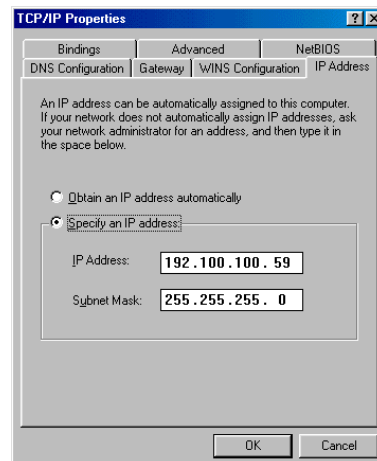 TCP/IP Properties
Bindings Advanced NetBIOS
DNS Configuration Gateway WINS Configuration IP Address
An IP address can be automatically assigned to this computer.
If your network does not automatically assign IP addresses, ask
your network administrator for an address, and then type it in
the space below.
Obtain an IP address automatically
Specify an IP address:
IP Address: 192.100.100. 59
Subnet Mask: 255.255.255. 0
OK Cancel